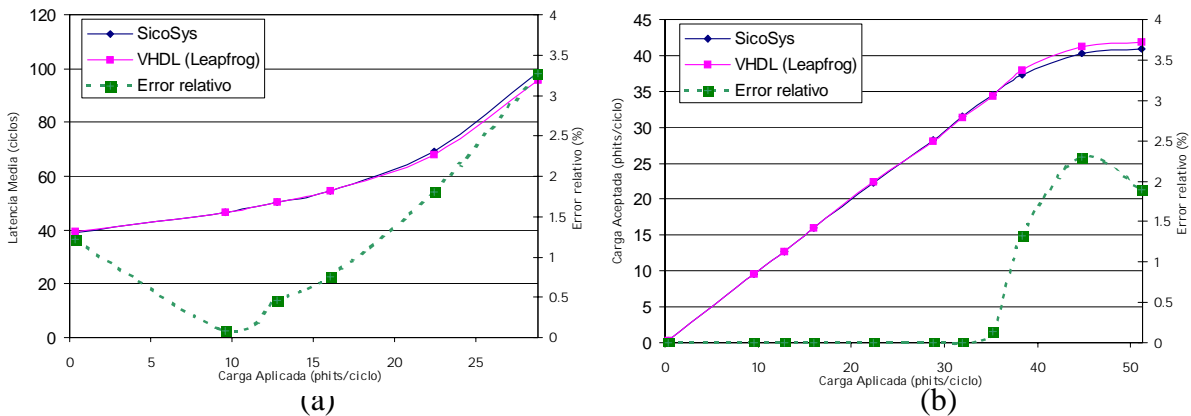 120
100
80
60
40
20
0
Latencia Media (ciclos)
SicoSys
VHDL (Leapfrog)
Error relativo
4
3.5
3
2.5
2
1.5
1
0.5
0
Error relativo (%)
0 5 10 15 20 25
Carga Aplicada (phits/ciclo)
(a)
45
40
35
30
25
20
15
10
5
0
Carga Aceptada (phits/ciclo)
SicoSys
VHDL (Leapfrog)
Error relativo
4
3.5
3
2.5
2
1.5
1
0.5
0
Error relativo (%)
0 10 20 30 40 50
Carga Aplicada (phits/ciclo)
(b)